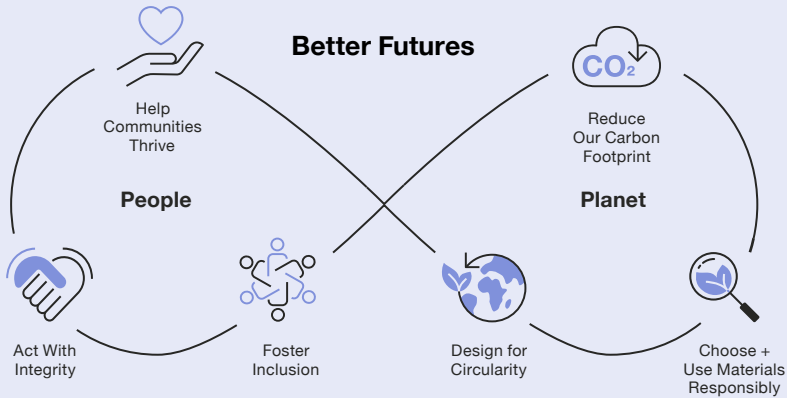 Better Futures
Help
Communities
Thrive
CO₂
Reduce
Our Carbon
Footprint
People
Planet
Act With
Integrity
Foster
Inclusion
Design for
Circularity
Choose +
Use Materials
Responsibly